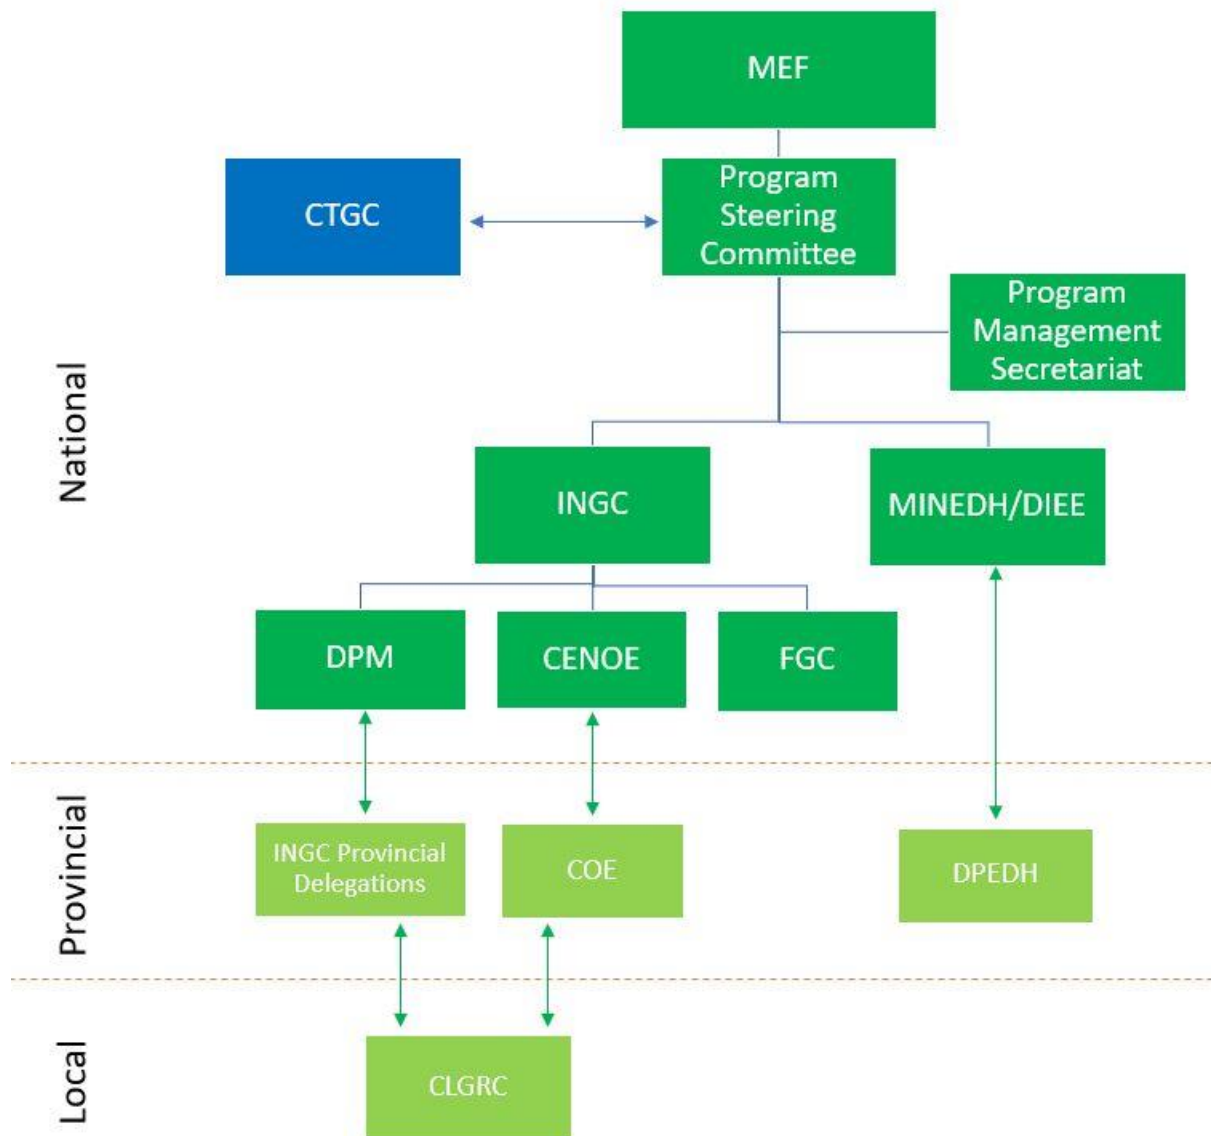 MEF
CTGC
Program
Steering
Committee
Program
Management
Secretariat
National
INGC
MINEDH/DIEE
DPM
CENOE
FGC
Provincial
INGC Provincial
Delegations
COE
DPEDH
Local
CLGRC